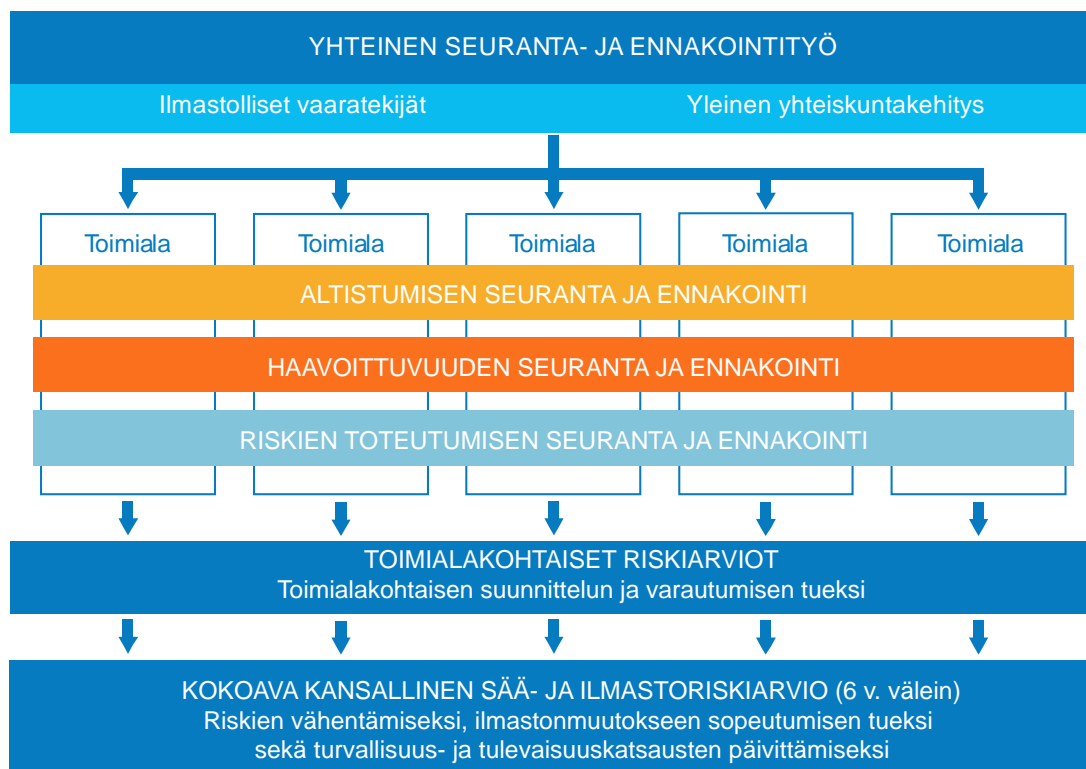 YHTEINEN SEURANTA- JA ENNAKOINTITYÖ
Ilmastolliset vaaratekijät
Yleinen yhteiskuntakehitys
Toimiala
Toimiala
Toimiala
Toimiala
Toimiala
ALTISTUMISEN SEURANTA JA ENNAKOINTI
HAAVOITTUVUUDEN SEURANTA JA ENNAKOINTI
RISKIEN TOTEUTUMISEN SEURANTA JA ENNAKOINTI
TOIMIALAKOHTAISET RISKIARVIOT
Toimialakohtaisen suunnittelun ja varautumisen tueksi
KOKOAVA KANSALLINEN SÄÄ- JA ILMASTORISKIARVIO (6 v. välein)
Riskien vähentämiseksi, ilmastonmuutokseen sopeutumisen tueksi
sekä turvallisuus- ja tulevaisuuskatsausten päivittämiseksi